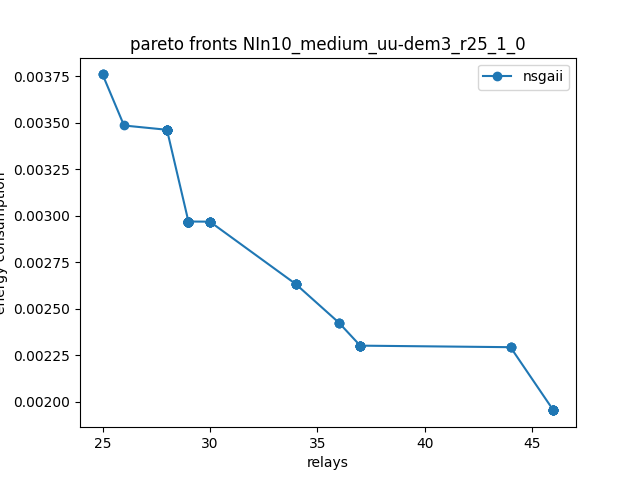 pareto fronts NIn10_medium_uu-dem3_r25_1_0
nsgaii
0.00375
0.00350
0.00325
0.00300
0.00275
0.00250
0.00225
0.00200
energy consumption
25 30 35 40 45
relays